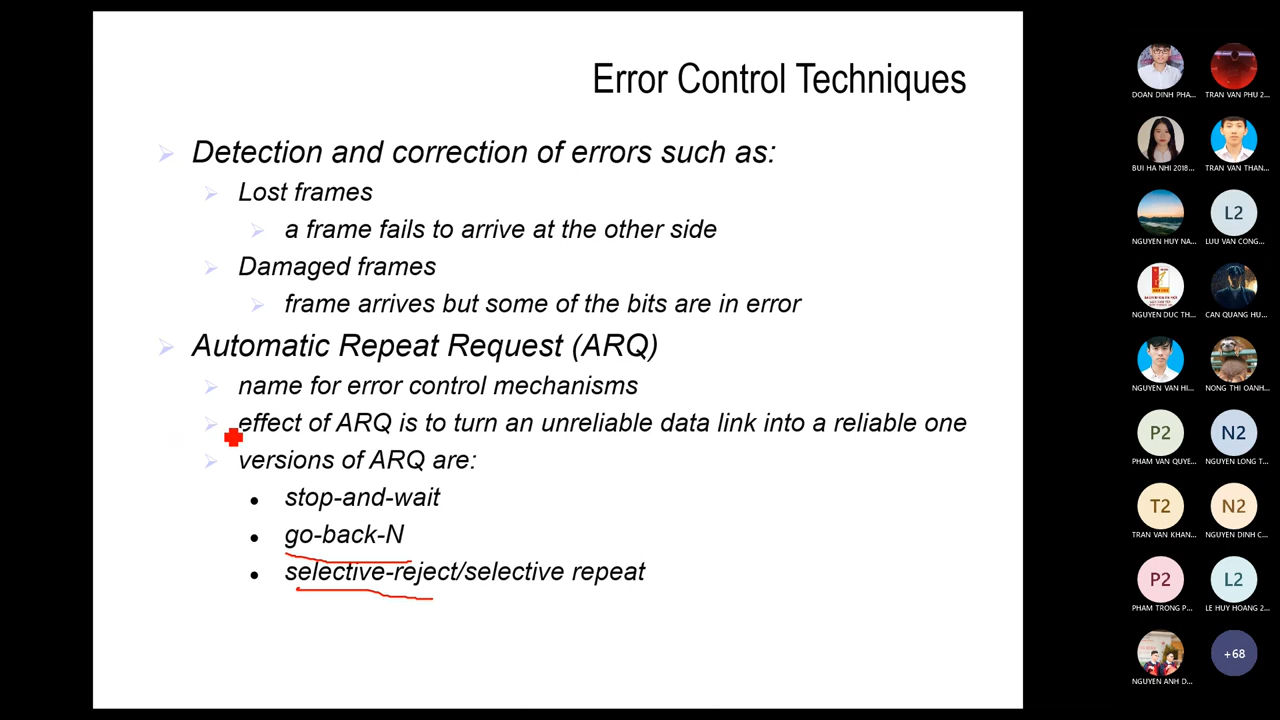 Error Control Techniques
Detection and correction of errors such as:
Lost frames
a frame fails to arrive at the other side
Damaged frames
frame arrives but some of the bits are in error
Automatic Repeat Request (ARQ)
name for error control mechanisms
effect of ARQ is to turn an unreliable data link into a reliable one
versions of ARQ are:
stop-and-wait
go-back-N
selective-reject/selective repeat
DOAN DINH PHA...
TRAN VAN PHU 2...
BUI HA NHI 2018...
TRAN VAN THAN...
L2
NGUYEN HUY NA...
LUU VAN CONG...
NGUYEN DUC TH...
CAN QUANG HU...
NGUYEN VAN HI...
NONG THI OANH...
P2
N2
PHAM VAN QUYE...
NGUYEN LONG T...
T2
N2
TRAN VAN KHAN...
NGUYEN DINH C...
P2
L2
PHAM TRONG P...
LE HUY HOANG 2...
+68
NGUYEN ANH D...